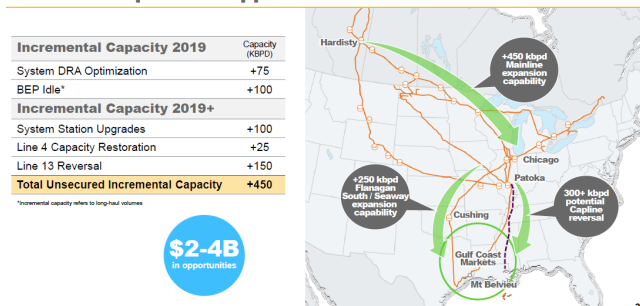 Incremental Capacity 2019 Capacity (KBPD)
System DRA Optimization +75
BEP Idle* +100
Incremental Capacity 2019+
System Station Upgrades +100
Line 4 Capacity Restoration +25
Line 13 Reversal +150
Total Unsecured Incremental Capacity +450
*Incremental capacity refers to long-haul volumes
$2-4B
in opportunities
Hardisty
+450 kbpd
Mainline
expansion
capability
Chicago
Patoka
+250 kbpd
Flanagan
South / Seaway
expansion
capability
300+ kbpd
potential
Capline
reversal
Cushing
Gulf Coast
Markets
Mt Belvieu